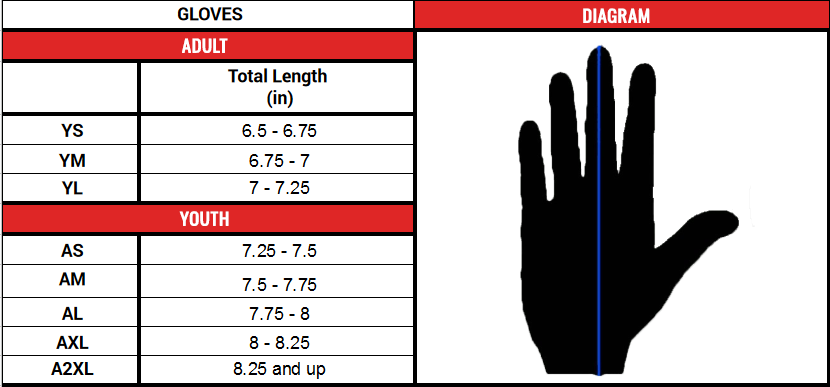 GLOVES
DIAGRAM
ADULT
Total Length
(in)
YS 6.5 - 6.75
YM 6.75 - 7
YL 7 - 7.25
YOUTH
AS 7.25 - 7.5
AM 7.5 - 7.75
AL 7.75 - 8
AXL 8 - 8.25
A2XL 8.25 and up